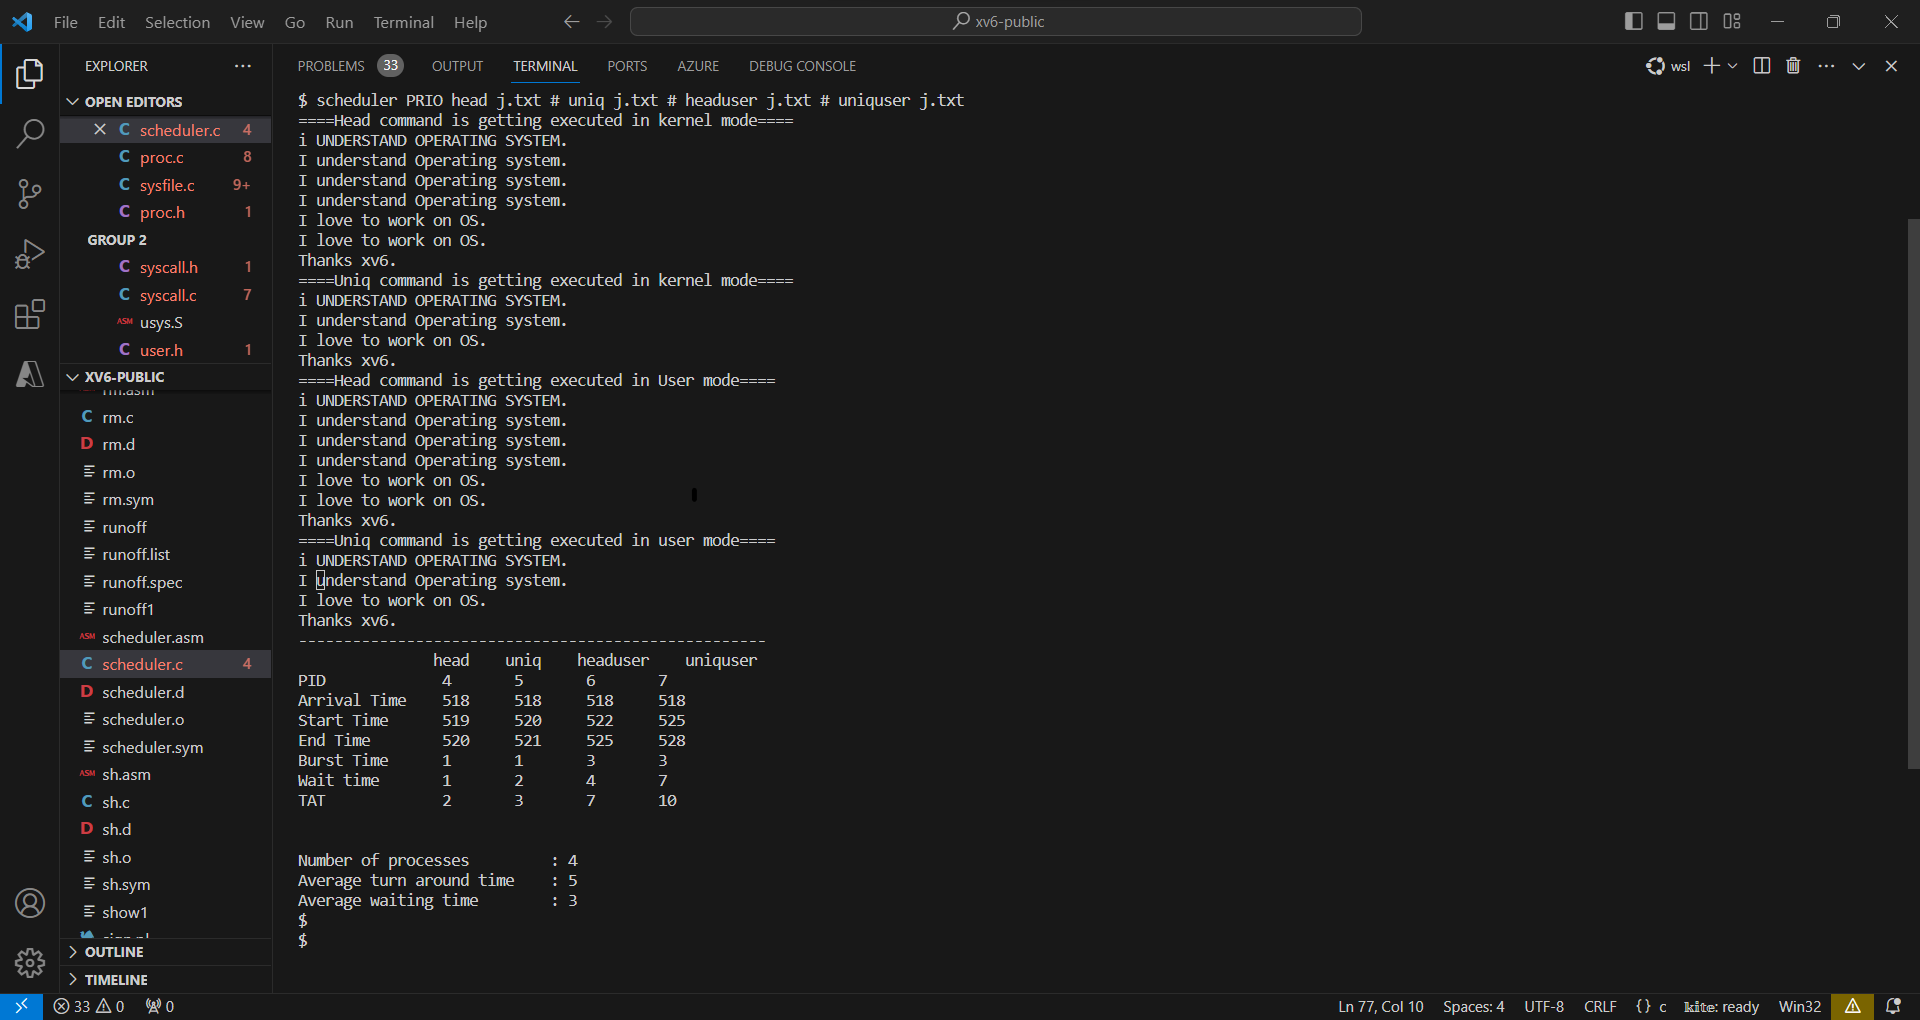 File Edit Selection View Go Run Terminal Help xv6-public
EXPLORER
OPEN EDITORS
C scheduler.c 4
C proc.c 8
C sysfile.c 9+
C proc.h 1
GROUP 2
C syscall.h 1
C syscall.c 7
ASM usys.S
C user.h 1
XV6-PUBLIC
rm.asm
C rm.c
D rm.d
rm.o
rm.sym
runoff
runoff.list
runoff.spec
runoff1
ASM scheduler.asm
C scheduler.c 4
D scheduler.d
scheduler.o
scheduler.sym
ASM sh.asm
C sh.c
D sh.d
sh.o
sh.sym
show1
OUTLINE
TIMELINE
PROBLEMS 33 OUTPUT TERMINAL PORTS AZURE DEBUG CONSOLE wsl
$ scheduler PRIO head j.txt # uniq j.txt # headuser j.txt # uniquser j.txt
====Head command is getting executed in kernel mode====
i UNDERSTAND OPERATING SYSTEM.
I understand Operating system.
I understand Operating system.
I understand Operating system.
I love to work on OS.
I love to work on OS.
Thanks xv6.
====Uniq command is getting executed in kernel mode====
i UNDERSTAND OPERATING SYSTEM.
I understand Operating system.
I love to work on OS.
Thanks xv6.
====Head command is getting executed in User mode====
i UNDERSTAND OPERATING SYSTEM.
I understand Operating system.
I understand Operating system.
I understand Operating system.
I love to work on OS.
I love to work on OS.
Thanks xv6.
====Uniq command is getting executed in user mode====
i UNDERSTAND OPERATING SYSTEM.
I understand Operating system.
I love to work on OS.
Thanks xv6.
----------------------------------------------------
head uniq headuser uniquser
PID 4 5 6 7
Arrival Time 518 518 518 518
Start Time 519 520 522 525
End Time 520 521 525 528
Burst Time 1 1 3 3
Wait time 1 2 4 7
TAT 2 3 7 10
Number of processes : 4
Average turn around time : 5
Average waiting time : 3
$
$
33 0 0 Ln 77, Col 10 Spaces: 4 UTF-8 CRLF {} c kite: ready Win32